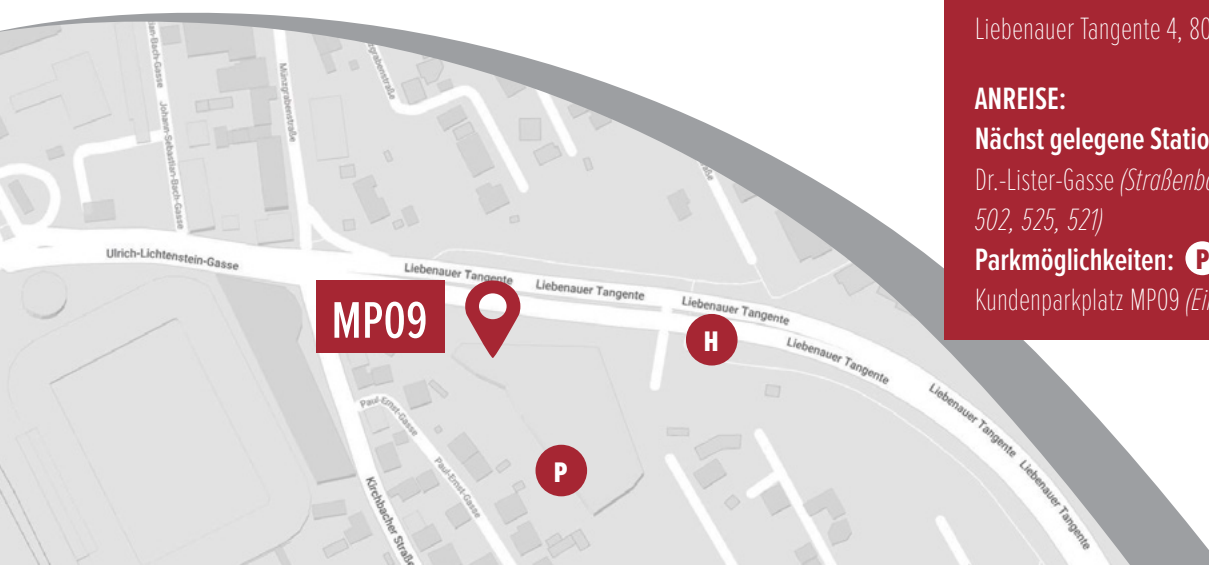 Liebenauer Tangente 4, 80
ANREISE:
Nächst gelegene Statio
Dr.-Lister-Gasse (Straßenba
502, 525, 521)
Parkmöglichkeiten: P
Kundenparkplatz MP09 (Ei
Johann-Sebastian-Bach-Gasse
Münzgrabenstraße
Ulrich-Lichtenstein-Gasse
Liebenauer Tangente
Liebenauer Tangente
Liebenauer Tangente
Liebenauer Tangente
Liebenauer Tangente
Liebenauer Tangente
MP09
H
P
Paul-Ernst-Gasse
Paul-Ernst-Gasse
Kirchbacher Straße